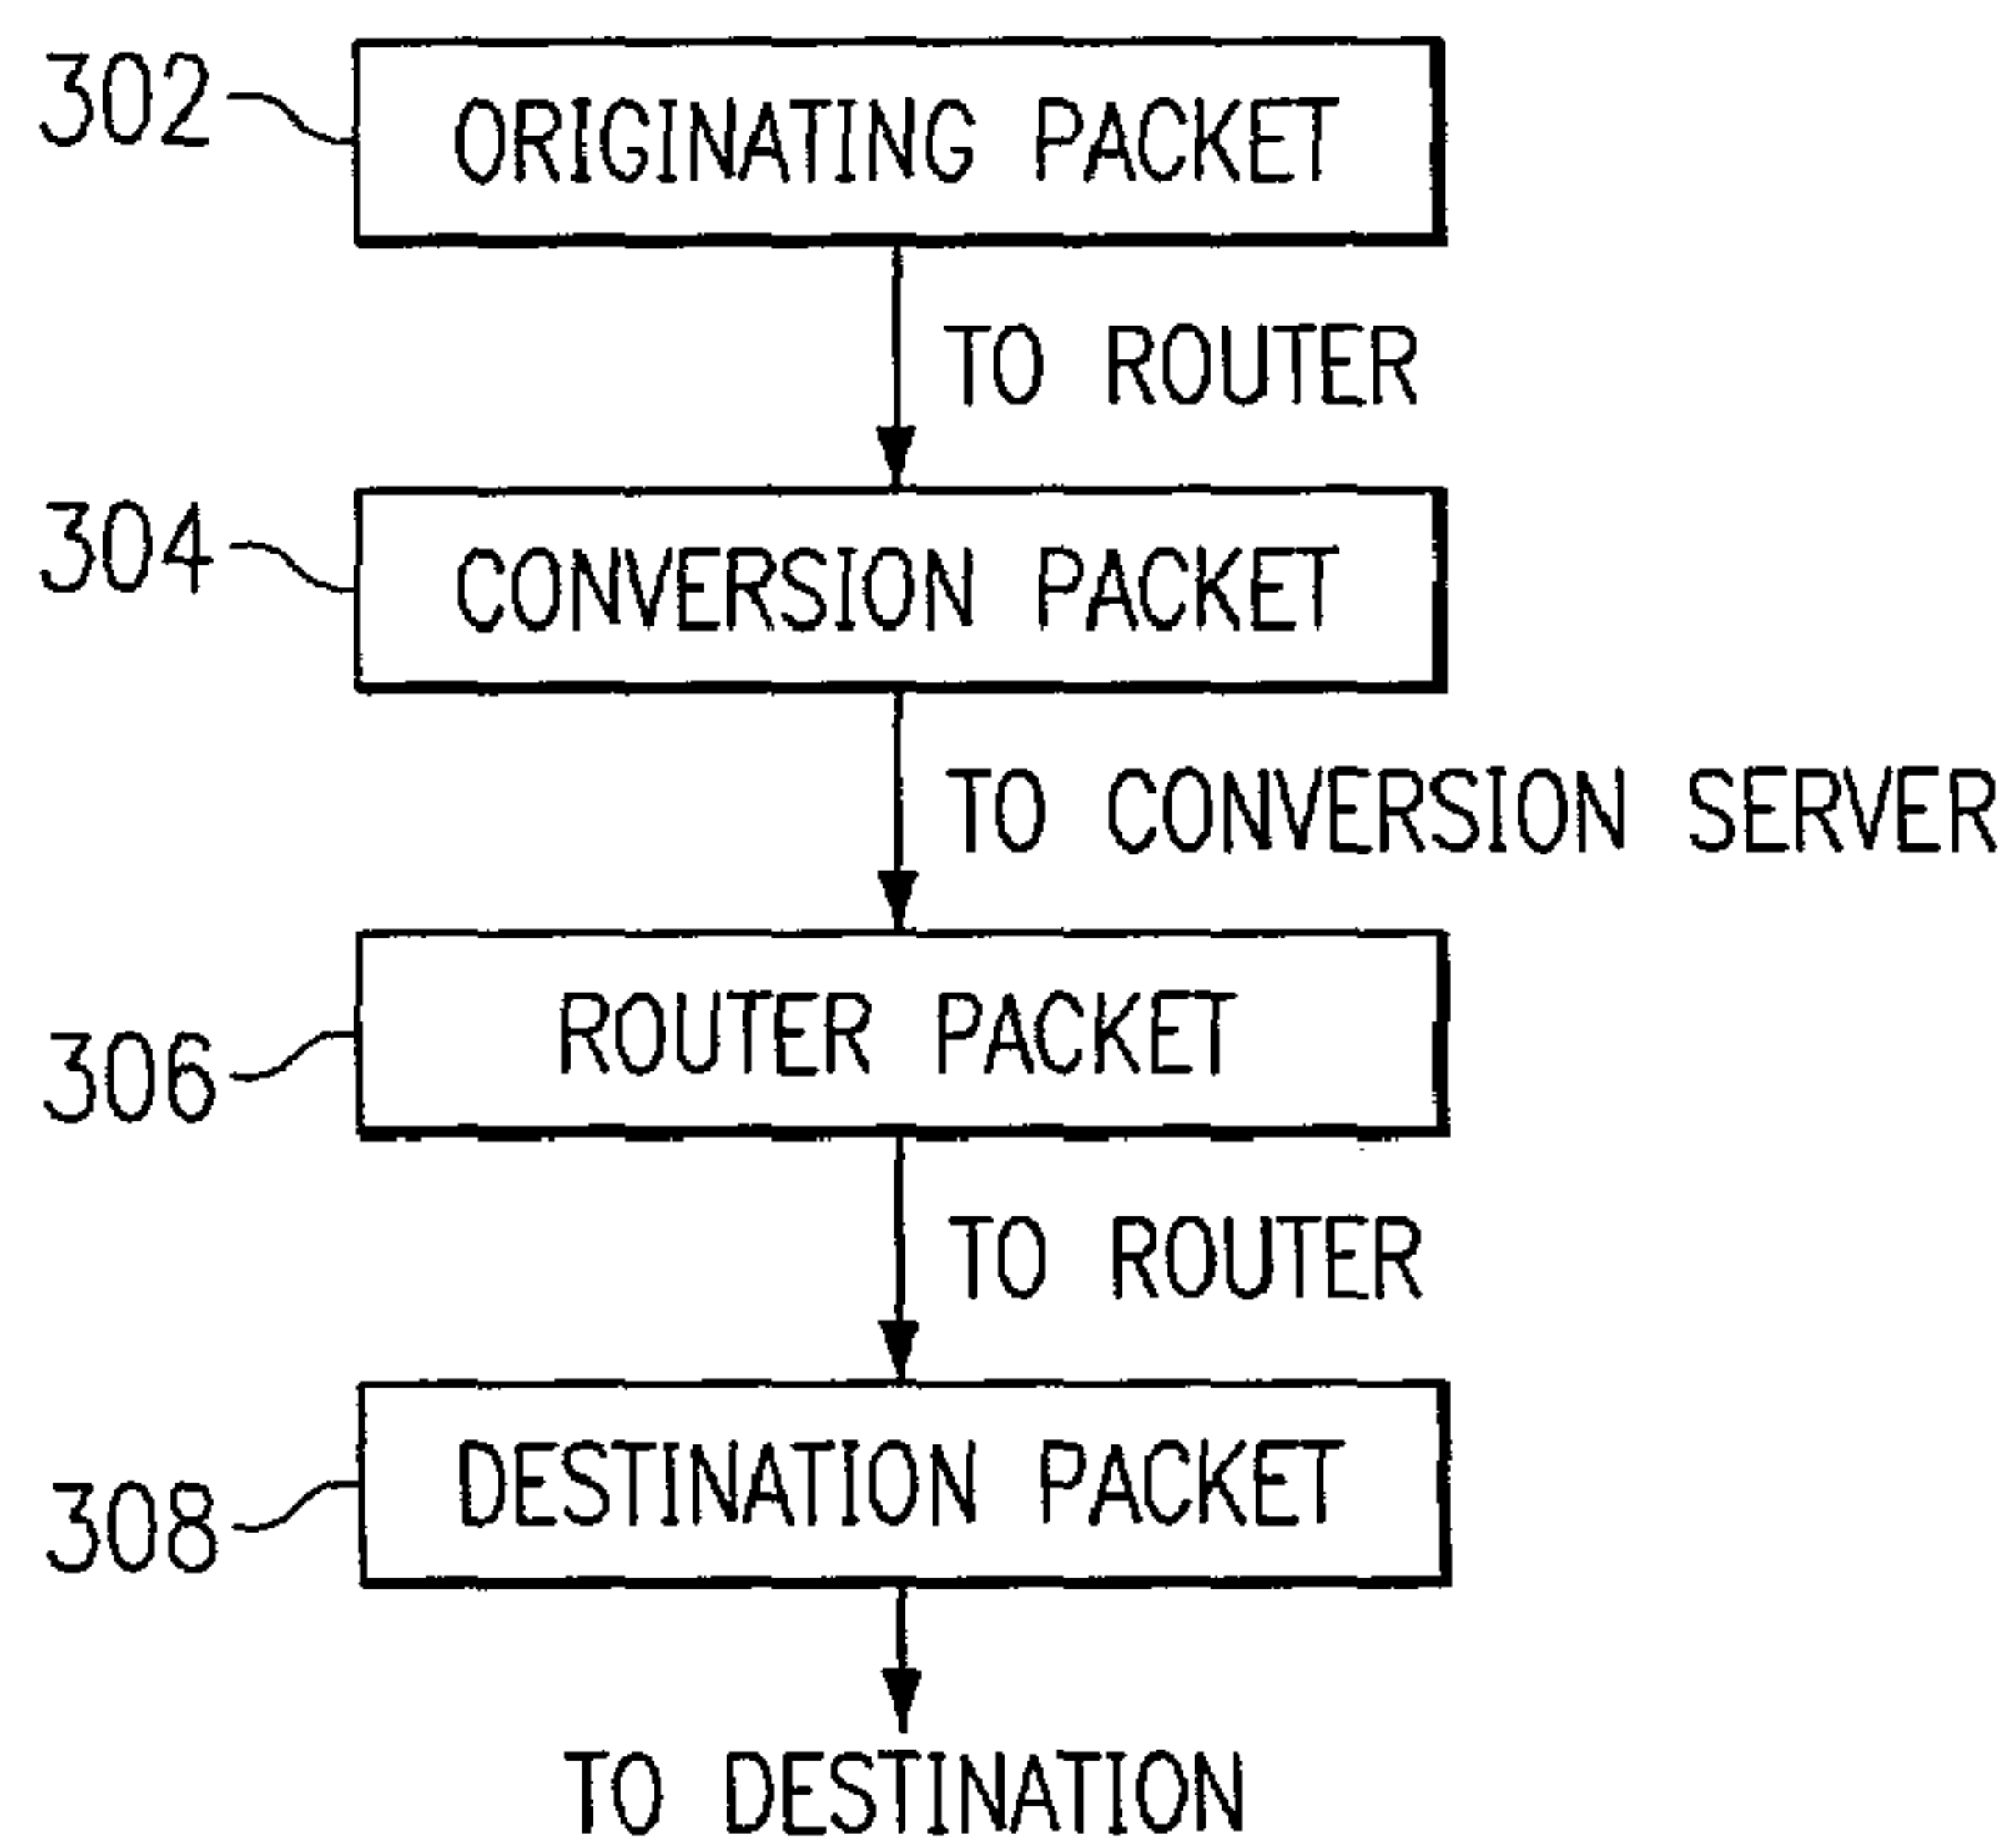 302
ORIGINATING PACKET
TO ROUTER
304
CONVERSION PACKET
TO CONVERSION SERVER
306
ROUTER PACKET
TO ROUTER
308
DESTINATION PACKET
TO DESTINATION